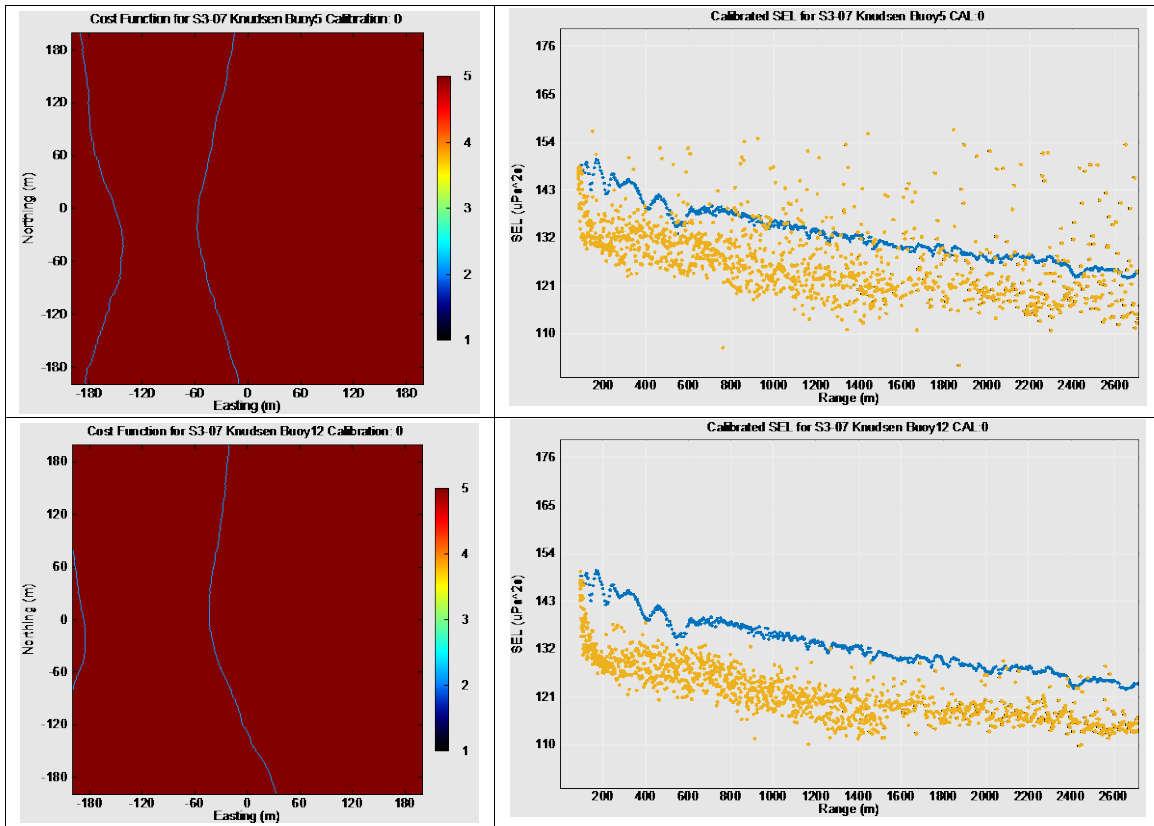 Cost Function for S3-07 Knudsen Buoy5 Calibration: 0
180
120
60
0
-60
-120
-180
Northing (m)
-180 -120 -60 0 60 120 180
Easting (m)
5
4
3
2
1
Calibrated SEL for S3-07 Knudsen Buoy5 CAL:0
176
165
154
143
132
121
110
SEL (uPa^2s)
200 400 600 800 1000 1200 1400 1600 1800 2000 2200 2400 2600
Range (m)
Cost Function for S3-07 Knudsen Buoy12 Calibration: 0
180
120
60
0
-60
-120
-180
Northing (m)
-180 -120 -60 0 60 120 180
Easting (m)
5
4
3
2
1
Calibrated SEL for S3-07 Knudsen Buoy12 CAL:0
176
165
154
143
132
121
110
SEL (uPa^2s)
200 400 600 800 1000 1200 1400 1600 1800 2000 2200 2400 2600
Range (m)